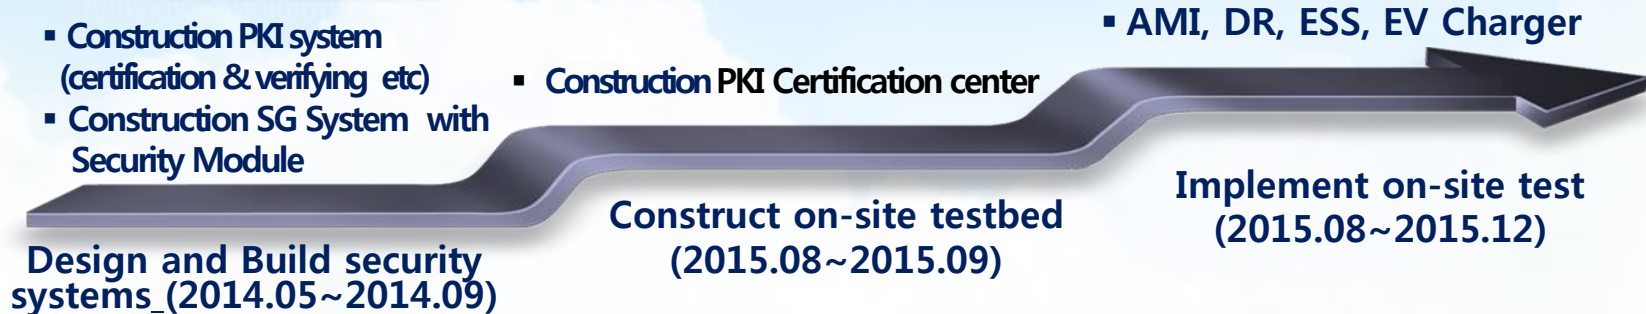 ▪ Construction PKI system
(certification & verifying etc)
▪ Construction SG System with
Security Module
Design and Build security
systems_(2014.05~2014.09)
▪ Construction PKI Certification center
Construct on-site testbed
(2015.08~2015.09)
▪ AMI, DR, ESS, EV Charger
Implement on-site test
(2015.08~2015.12)